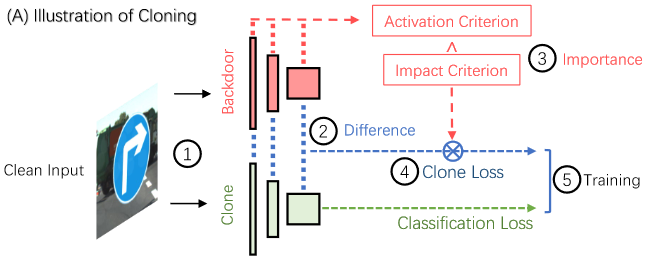 (A) Illustration of Cloning
Activation Criterion
^
Impact Criterion
3 Importance
Backdoor
2 Difference
1
Clean Input
4 Clone Loss
5 Training
Clone
Classification Loss